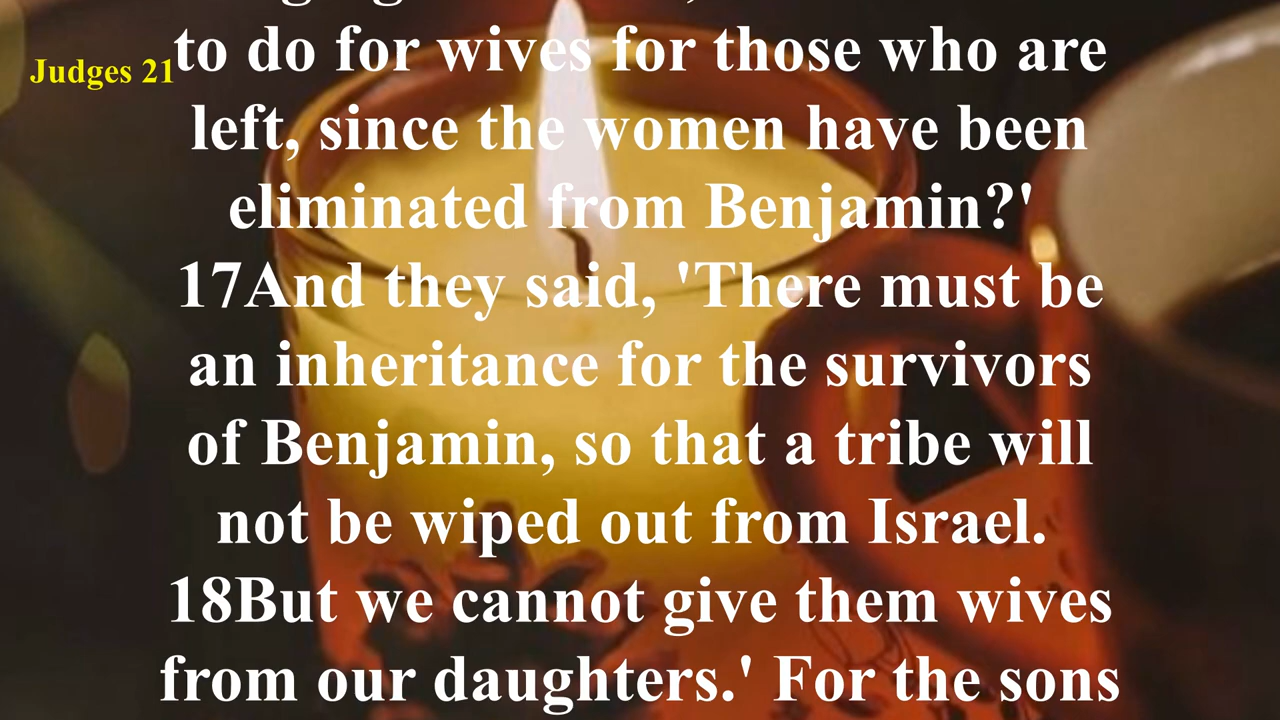 Judges 21
to do for wives for those who are
left, since the women have been
eliminated from Benjamin?'
17And they said, 'There must be
an inheritance for the survivors
of Benjamin, so that a tribe will
not be wiped out from Israel.
18But we cannot give them wives
from our daughters.' For the sons